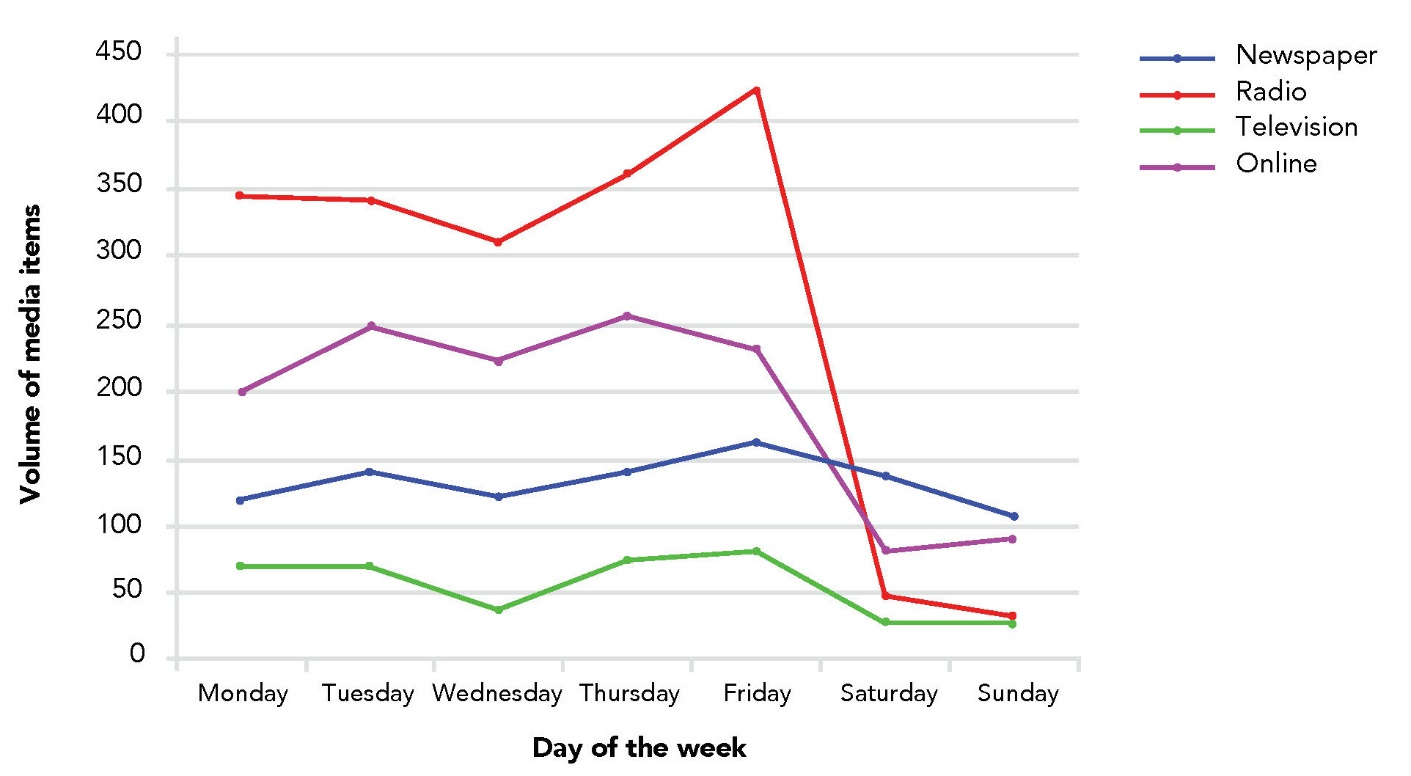 450
400
350
300
250
200
150
100
50
0
Volume of media items
Monday Tuesday Wednesday Thursday Friday Saturday Sunday
Day of the week
Newspaper
Radio
Television
Online